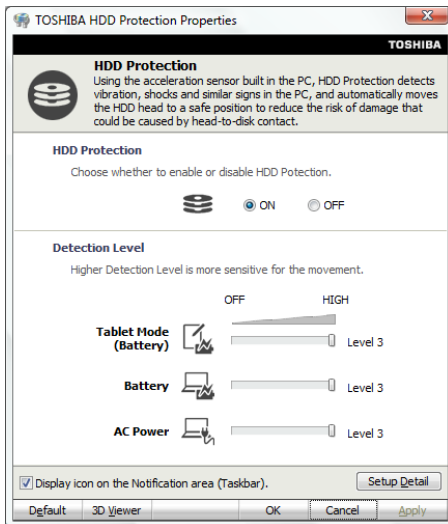 TOSHIBA HDD Protection Properties
TOSHIBA
HDD Protection
Using the acceleration sensor built in the PC, HDD Protection detects
vibration, shocks and similar signs in the PC, and automatically moves
the HDD head to a safe position to reduce the risk of damage that
could be caused by head-to-disk contact.
HDD Protection
Choose whether to enable or disable HDD Potection.
ON OFF
Detection Level
Higher Detection Level is more sensitive for the movement.
OFF HIGH
Tablet Mode
(Battery) Level 3
Battery Level 3
AC Power Level 3
Display icon on the Notification area (Taskbar). Setup Detail
Default 3D Viewer OK Cancel Apply